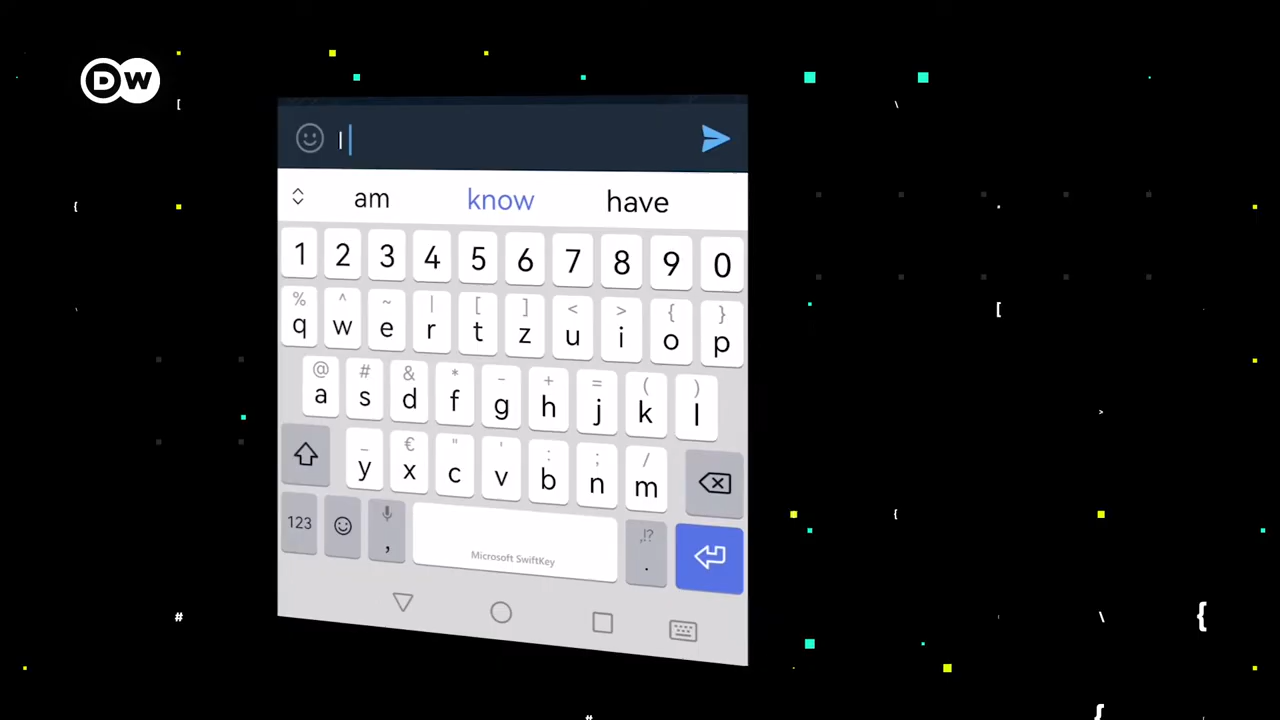 DW
I
am know have
1 2 3 4 5 6 7 8 9 0
% ^ ~ | [ ] < > { }
q w e r t z u i o p
@ # & * - + = ( )
a s d f g h j k l
_ € " ' : ; /
y x c v b n m
123 , Microsoft SwiftKey ,!? .
[
\
{
[
\
>
{
#
\
{
{
#